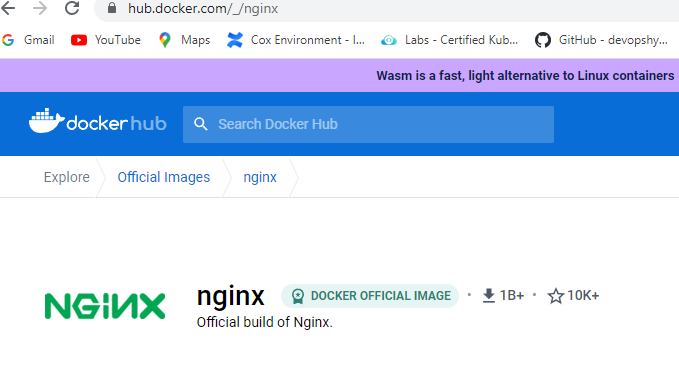 hub.docker.com/_/nginx
Gmail YouTube Maps Cox Environment - I... Labs - Certified Kub... GitHub - devopshy...
Wasm is a fast, light alternative to Linux containers
docker hub Search Docker Hub
Explore Official Images nginx
NGINX
nginx DOCKER OFFICIAL IMAGE • 1B+ • 10K+
Official build of Nginx.